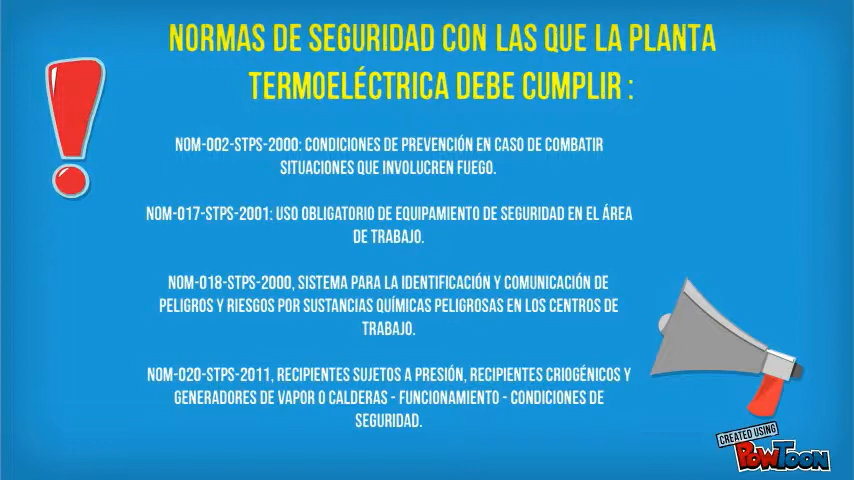 NORMAS DE SEGURIDAD CON LAS QUE LA PLANTA
TERMOELÉCTRICA DEBE CUMPLIR :
NOM-002-STPS-2000: CONDICIONES DE PREVENCIÓN EN CASO DE COMBATIR
SITUACIONES QUE INVOLUCREN FUEGO.
NOM-017-STPS-2001: USO OBLIGATORIO DE EQUIPAMIENTO DE SEGURIDAD EN EL ÁREA
DE TRABAJO.
NOM-018-STPS-2000, SISTEMA PARA LA IDENTIFICACIÓN Y COMUNICACIÓN DE
PELIGROS Y RIESGOS POR SUSTANCIAS QUÍMICAS PELIGROSAS EN LOS CENTROS DE
TRABAJO.
NOM-020-STPS-2011, RECIPIENTES SUJETOS A PRESIÓN, RECIPIENTES CRIOGÉNICOS Y
GENERADORES DE VAPOR O CALDERAS - FUNCIONAMIENTO - CONDICIONES DE
SEGURIDAD.
CREATED USING
POWTOON